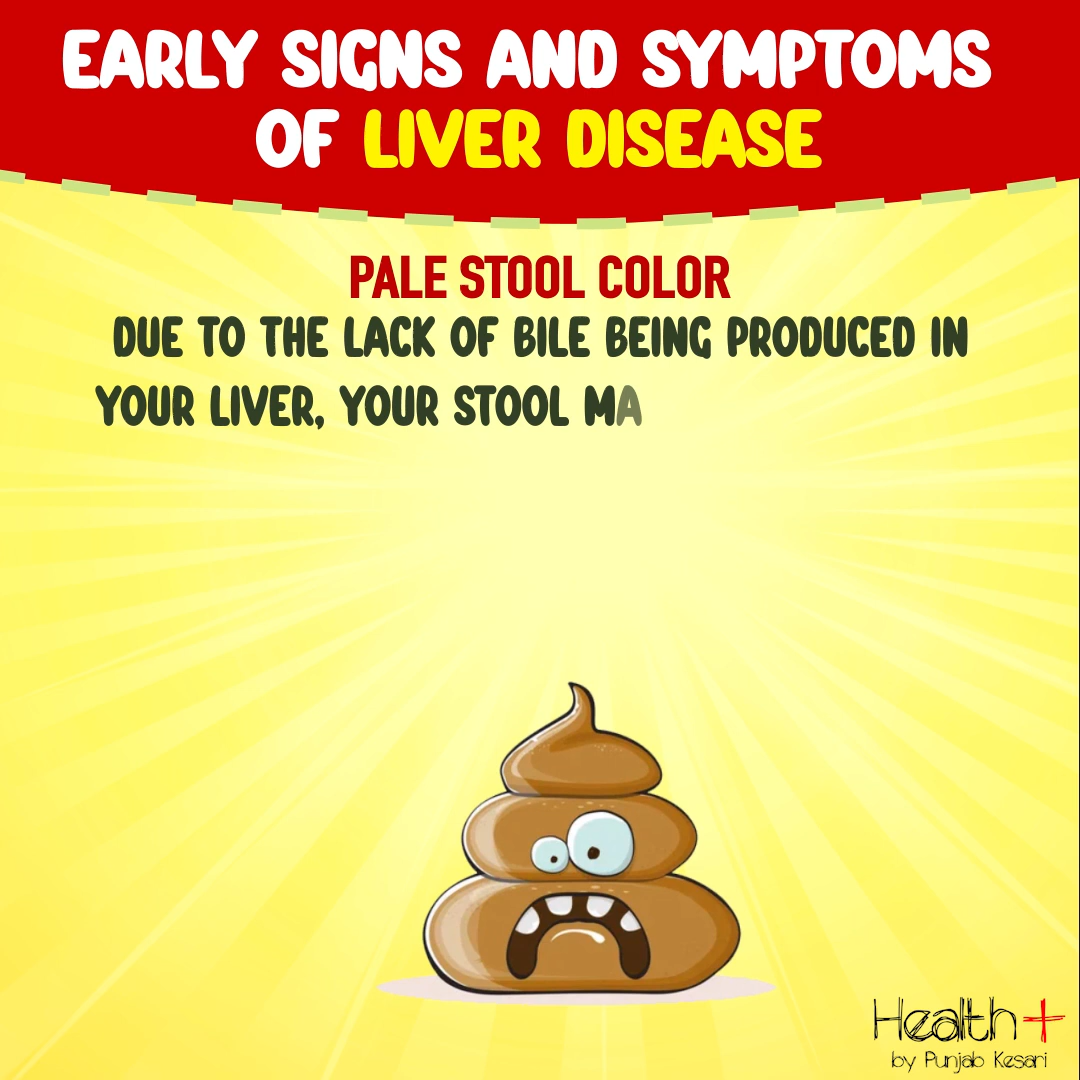 EARLY SIGNS AND SYMPTOMS
OF LIVER DISEASE
PALE STOOL COLOR
DUE TO THE LACK OF BILE BEING PRODUCED IN
YOUR LIVER, YOUR STOOL MA
Health+
by Punjab Kesari